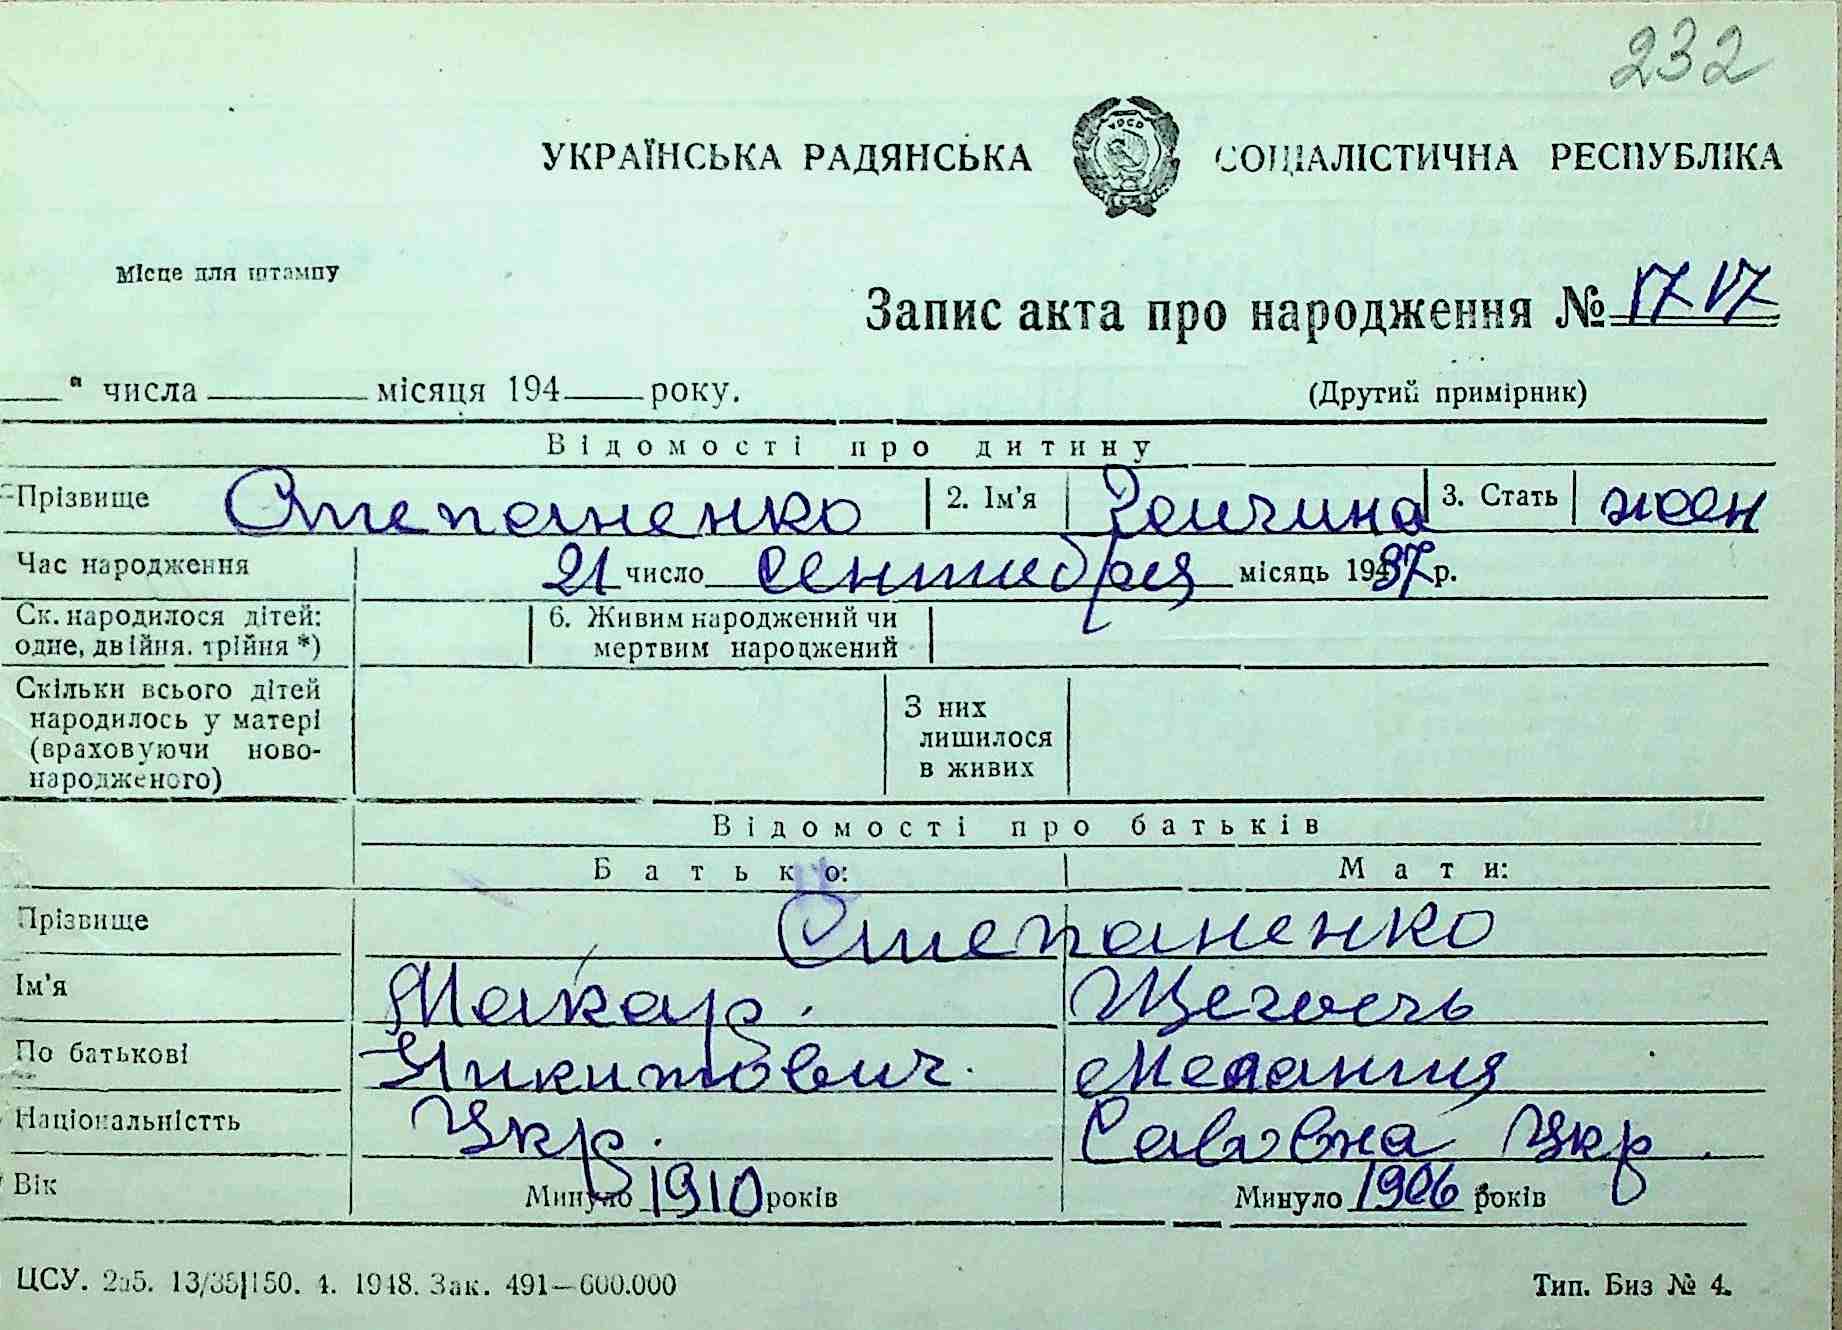 232
УКРАЇНСЬКА РАДЯНСЬКА СОЦІАЛІСТИЧНА РЕСПУБЛІКА
УРСР
Місце для штампу
Запис акта про народження № 1717
" числа місяця 194 року.
(Другий примірник)
Відомості про дитину
Прізвище Степаненко 2. Ім'я 3. Стать жен
Час народження 21 число сентября місяць 1937 р.
Ск. народилося дітей: одне, двійня, трійня *) 6. Живим народжений чи мертвим народжений
Скільки всього дітей народилось у матері (враховуючи ново-народженого) З них лишилося в живих
Відомості про батьків
Батько: Мати:
Прізвище Степаненко
Ім'я Макар
По батькові Никитович Мелания
Національністть Укр. Савовна Укр.
Вік Минуло 1910 років Минуло 1906 років
ЦСУ. 13/35|150. 4. 1948. Зак. 491—600.000 Тип. Биз № 4.